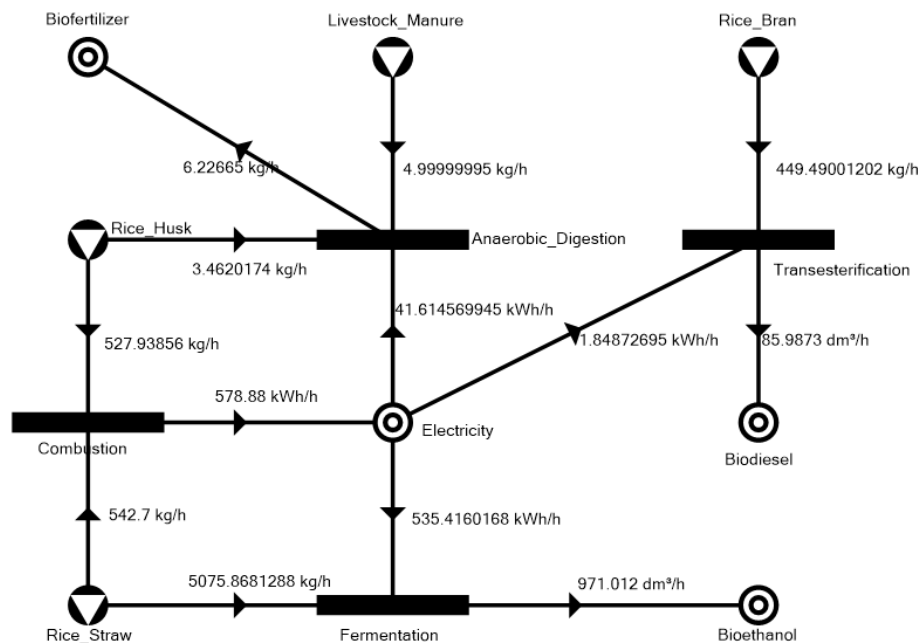 Biofertilizer
Livestock_Manure
Rice_Bran
6.22665 kg/h
4.99999995 kg/h
449.49001202 kg/h
Rice_Husk
Anaerobic_Digestion
3.4620174 kg/h
Transesterification
41.614569945 kWh/h
1.84872695 kWh/h
85.9873 dm³/h
527.93856 kg/h
578.88 kWh/h
Electricity
Combustion
Biodiesel
542.7 kg/h
535.4160168 kWh/h
5075.8681288 kg/h
971.012 dm³/h
Rice_Straw
Fermentation
Bioethanol